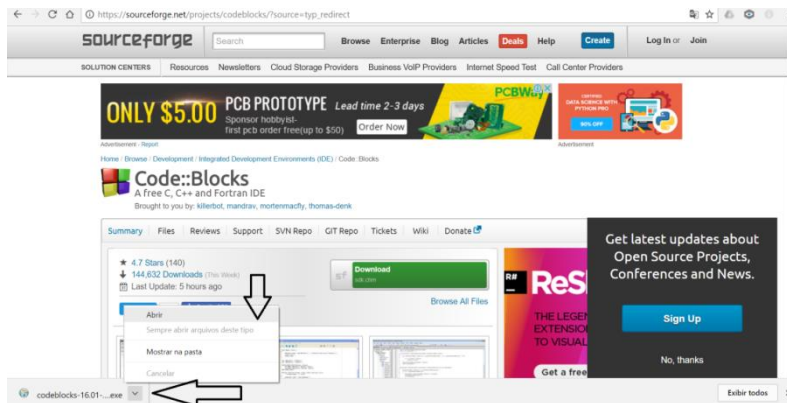 https://sourceforge.net/projects/codeblocks/?source=typ_redirect
sourceforge
Search
Browse Enterprise Blog Articles Deals Help Create Log In or Join
SOLUTION CENTERS Resources Newsletters Cloud Storage Providers Business VoIP Providers Internet Speed Test Call Center Providers
ONLY $5.00
PCB PROTOTYPE Lead time 2-3 days
Sponsor hobbyist-
first pcb order free(up to $50)
Order Now
PCBWay
DATA SCIENCE WITH
PYTHON PRO
90% OFF
Advertisement - Report
Advertisement
Home / Browse / Development / Integrated Development Environments (IDE) / Code::Blocks
Code::Blocks
A free C, C++ and Fortran IDE
Brought to you by: killerbot, mandrav, mortenmacfly, thomas-denk
Summary Files Reviews Support SVN Repo GIT Repo Tickets Wiki Donate
4.7 Stars (140)
144,632 Downloads (This Week)
Last Update: 5 hours ago
sf Download
Browse All Files
Abrir
Sempre abrir arquivos deste tipo
Mostrar na pasta
Cancelar
R#
ReS
THE LEGEN
EXTENSIO
TO VISUAL
Get a free
Get latest updates about
Open Source Projects,
Conferences and News.
Sign Up
No, thanks
codeblocks-16.01-....exe
Exibir todos